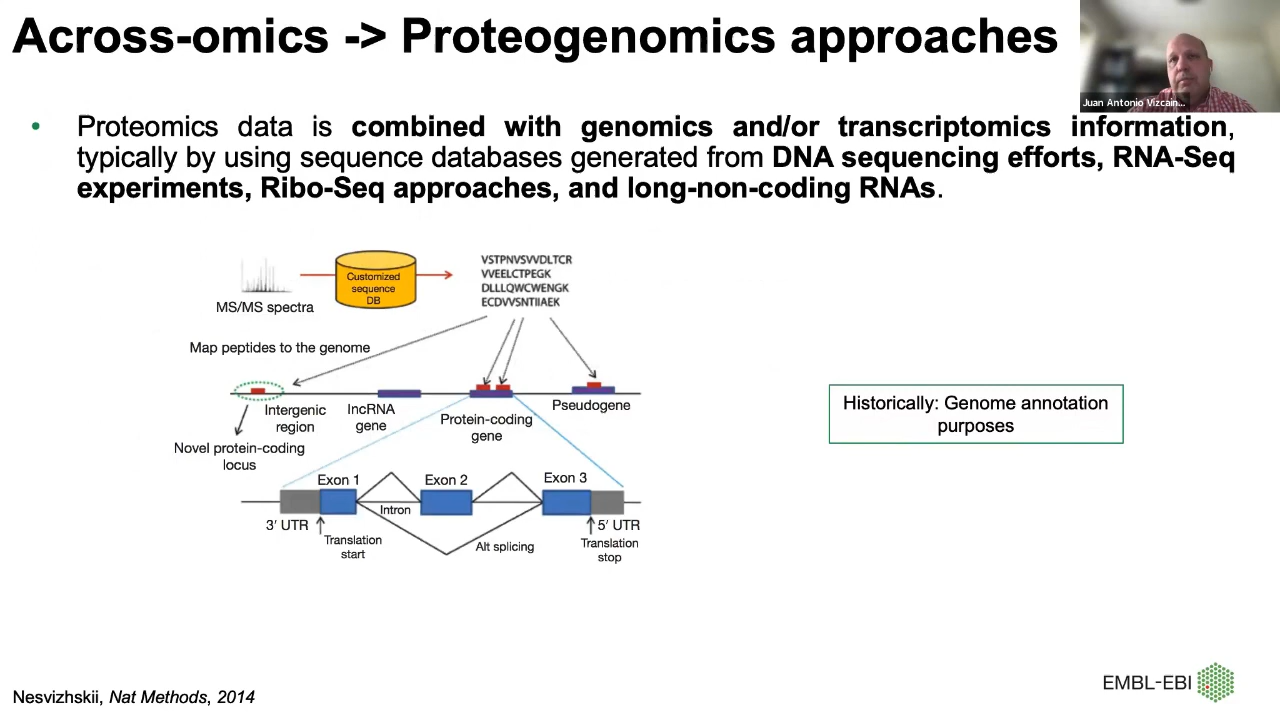 Across-omics -> Proteogenomics approaches
Juan Antonio Vizcain...
• Proteomics data is combined with genomics and/or transcriptomics information,
typically by using sequence databases generated from DNA sequencing efforts, RNA-Seq
experiments, Ribo-Seq approaches, and long-non-coding RNAs.
MS/MS spectra
Customized
sequence
DB
VSTPNVSVVDLTCR
VVEELCTPEGK
DLLLQWCWENGK
ECDVVSNTIIAEK
Map peptides to the genome
Intergenic
region
lncRNA
gene
Protein-coding
gene
Pseudogene
Novel protein-coding
locus
Exon 1
Exon 2
Exon 3
Intron
3' UTR
Translation
start
Alt splicing
5' UTR
Translation
stop
Historically: Genome annotation
purposes
Nesvizhskii, Nat Methods, 2014
EMBL-EBI